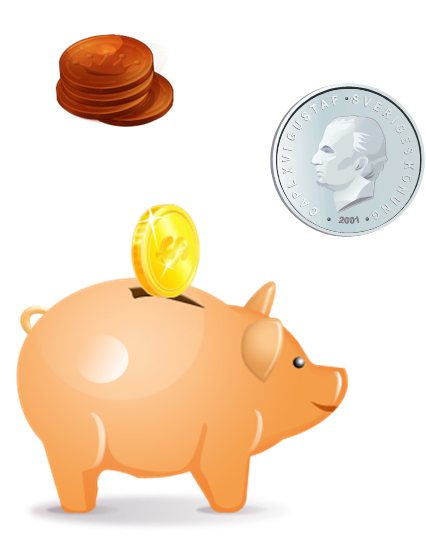 CARL XVI GUSTAF · SVERIGES KONUNG
· 2001 ·